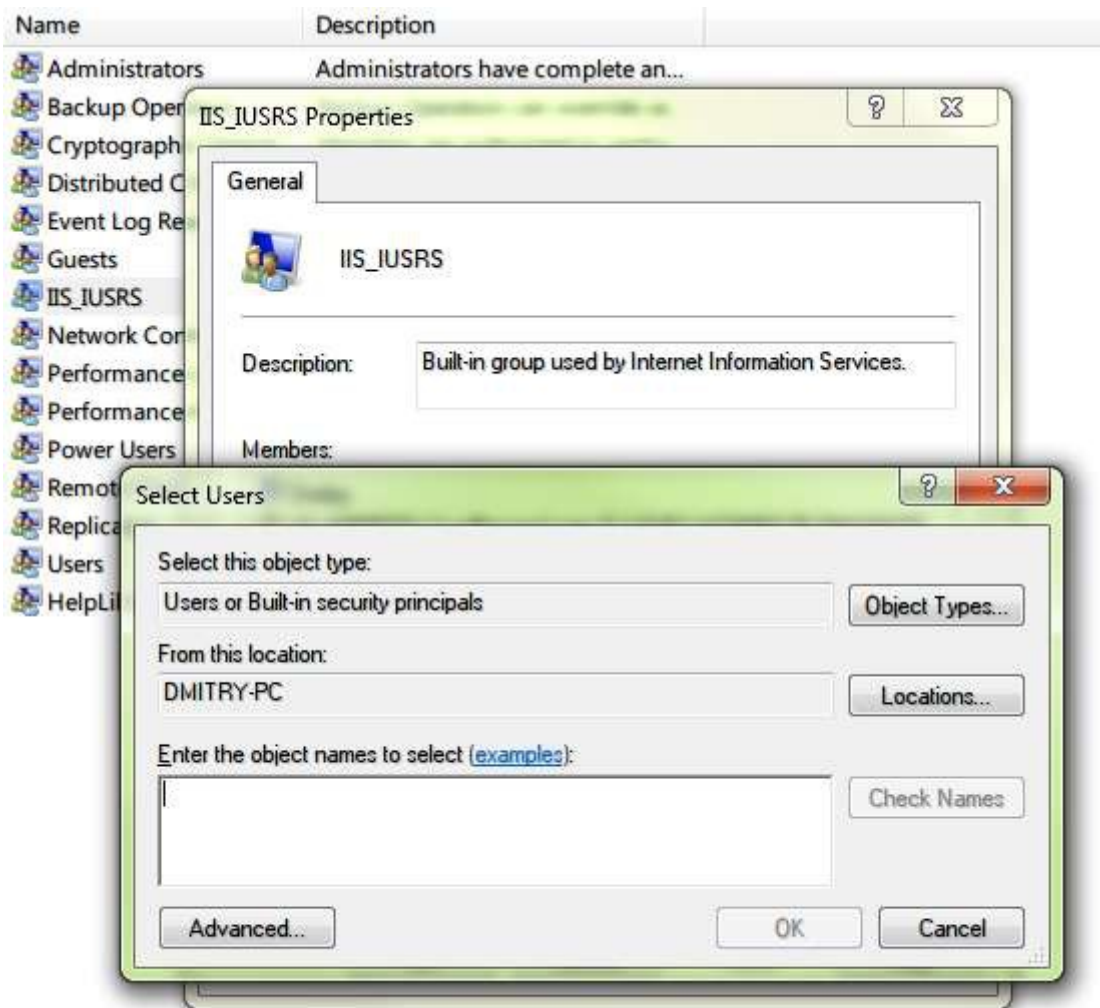 Name Description
Administrators Administrators have complete an...
Backup Oper
IIS_IUSRS Properties
Cryptograph
Distributed C
General
Event Log Re
Guests
IIS_IUSRS
IIS_IUSRS
Network Con
Description: Built-in group used by Internet Information Services.
Performance
Performance
Power Users
Members:
Remot
Select Users
Replica
Users
HelpLi
Select this object type:
Users or Built-in security principals
Object Types...
From this location:
DMITRY-PC
Locations...
Enter the object names to select (examples):
Check Names
Advanced...
OK
Cancel